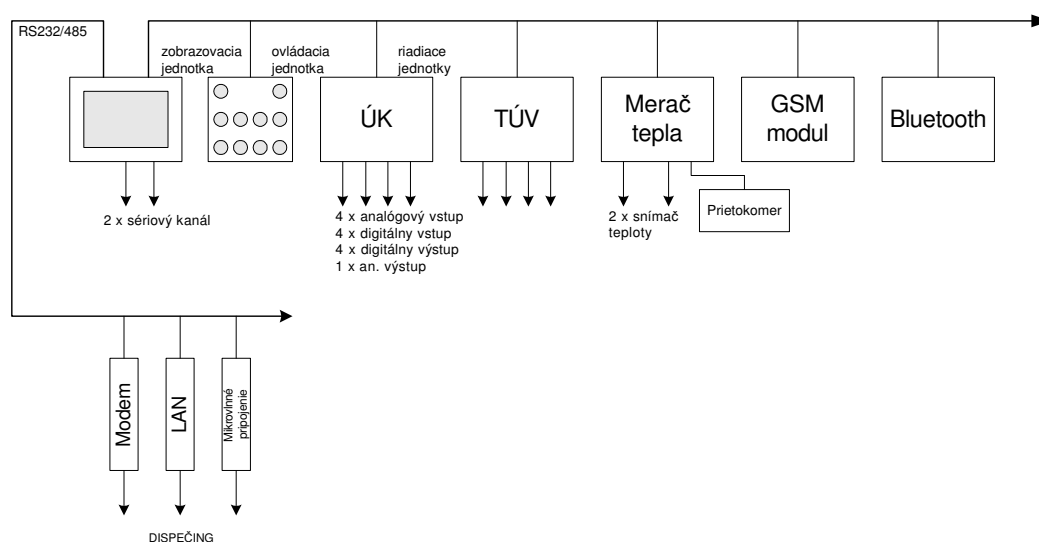 RS232/485
zobrazovacia
jednotka
ovládacia
jednotka
riadiace
jednotky
ÚK
TÚV
Merač
tepla
GSM
modul
Bluetooth
2 x sériový kanál
4 x analógový vstup
4 x digitálny vstup
4 x digitálny výstup
1 x an. výstup
2 x snímač
teploty
Prietokomer
Modem
LAN
Mikrovlnné
pripojenie
DISPEČING